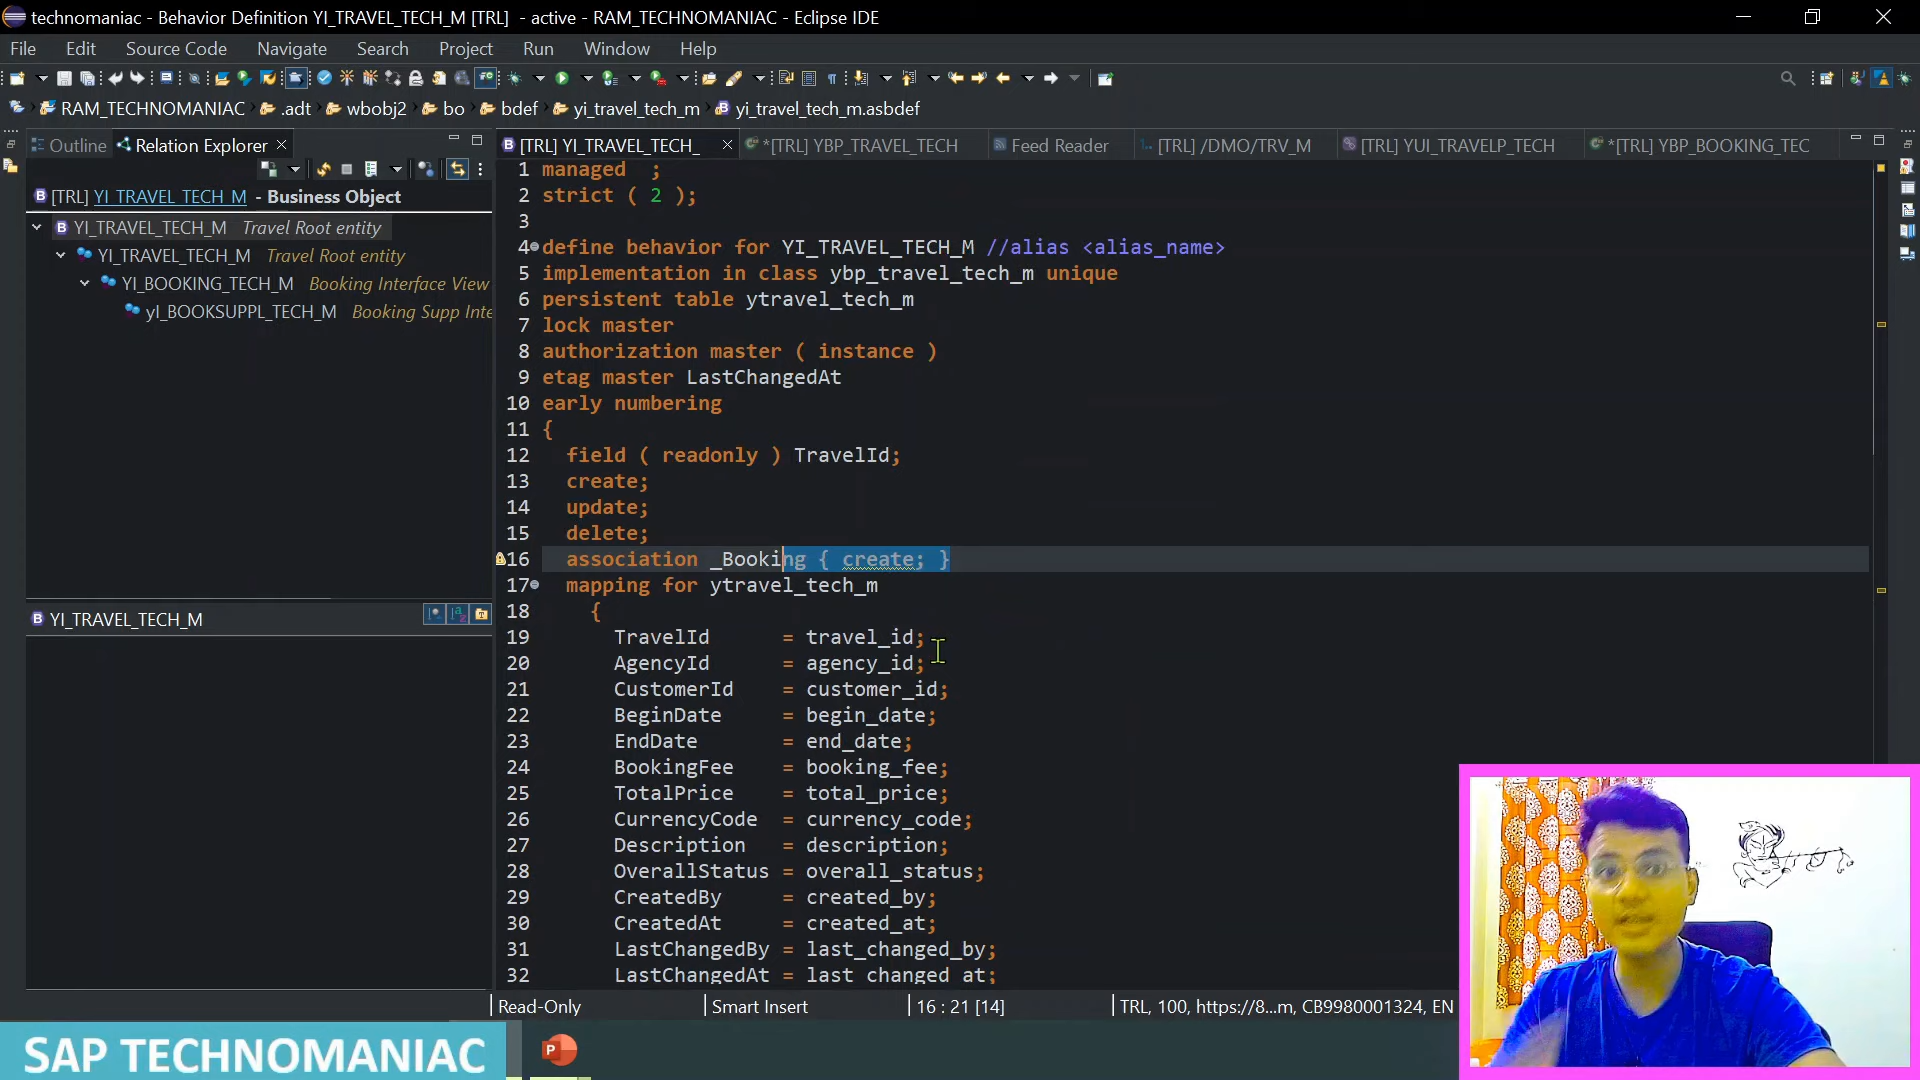 technomaniac - Behavior Definition YI_TRAVEL_TECH_M [TRL]  - active - RAM_TECHNOMANIAC - Eclipse IDE
File Edit Source Code Navigate Search Project Run Window Help
RAM_TECHNOMANIAC .adt wbobj2 bo bdef yi_travel_tech_m yi_travel_tech_m.asbdef
Outline Relation Explorer
[TRL] YI_TRAVEL_TECH_ *[TRL] YBP_TRAVEL_TECH Feed Reader [TRL] /DMO/TRV_M [TRL] YUI_TRAVELP_TECH *[TRL] YBP_BOOKING_TEC
[TRL] YI_TRAVEL_TECH_M - Business Object
YI_TRAVEL_TECH_M Travel Root entity
YI_TRAVEL_TECH_M Travel Root entity
YI_BOOKING_TECH_M Booking Interface View
yI_BOOKSUPPL_TECH_M Booking Supp Inte
YI_TRAVEL_TECH_M
1 managed  ;
2 strict ( 2 );
3
4 define behavior for YI_TRAVEL_TECH_M //alias <alias_name>
5 implementation in class ybp_travel_tech_m unique
6 persistent table ytravel_tech_m
7 lock master
8 authorization master ( instance )
9 etag master LastChangedAt
10 early numbering
11 {
12   field ( readonly ) TravelId;
13   create;
14   update;
15   delete;
16   association _Booking { create; }
17   mapping for ytravel_tech_m
18     {
19       TravelId      = travel_id;
20       AgencyId      = agency_id;
21       CustomerId    = customer_id;
22       BeginDate     = begin_date;
23       EndDate       = end_date;
24       BookingFee    = booking_fee;
25       TotalPrice    = total_price;
26       CurrencyCode  = currency_code;
27       Description   = description;
28       OverallStatus = overall_status;
29       CreatedBy     = created_by;
30       CreatedAt     = created_at;
31       LastChangedBy = last_changed_by;
32       LastChangedAt = last_changed_at;
Read-Only Smart Insert 16 : 21 [14] TRL, 100, https://8...m, CB9980001324, EN
SAP TECHNOMANIAC
P